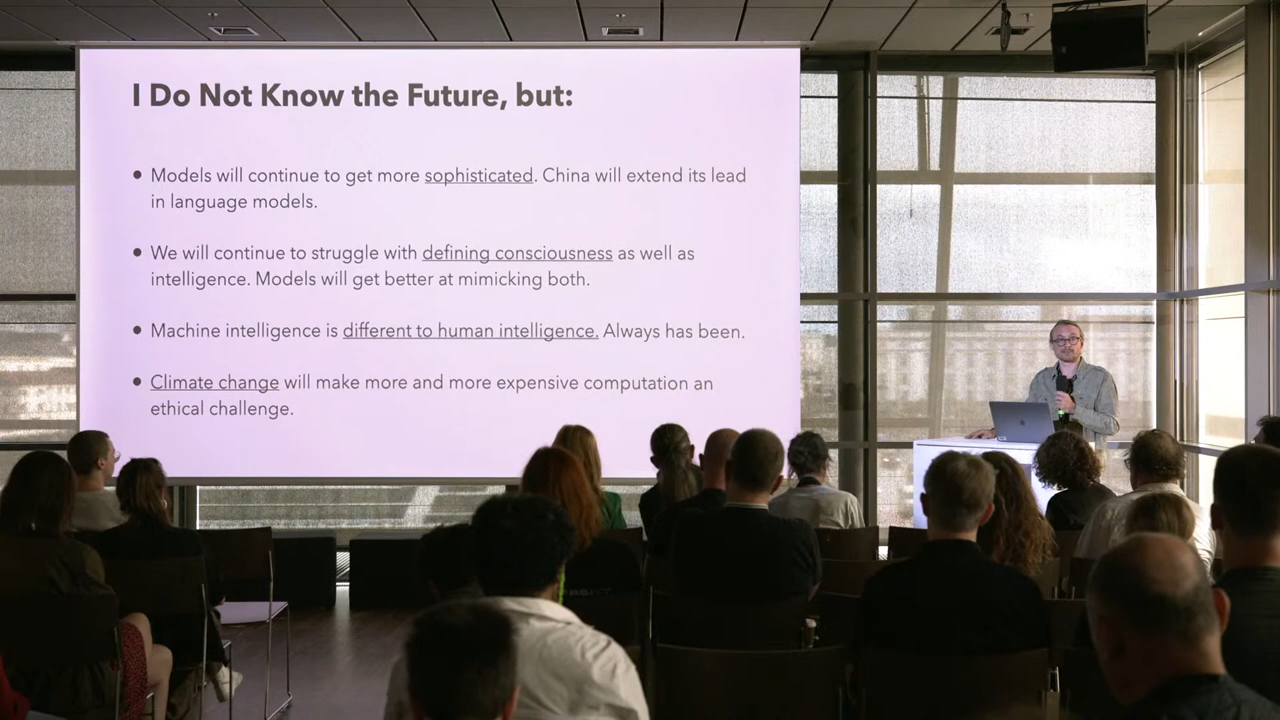 I Do Not Know the Future, but:
• Models will continue to get more sophisticated. China will extend its lead
in language models.
• We will continue to struggle with defining consciousness as well as
intelligence. Models will get better at mimicking both.
• Machine intelligence is different to human intelligence. Always has been.
• Climate change will make more and more expensive computation an
ethical challenge.